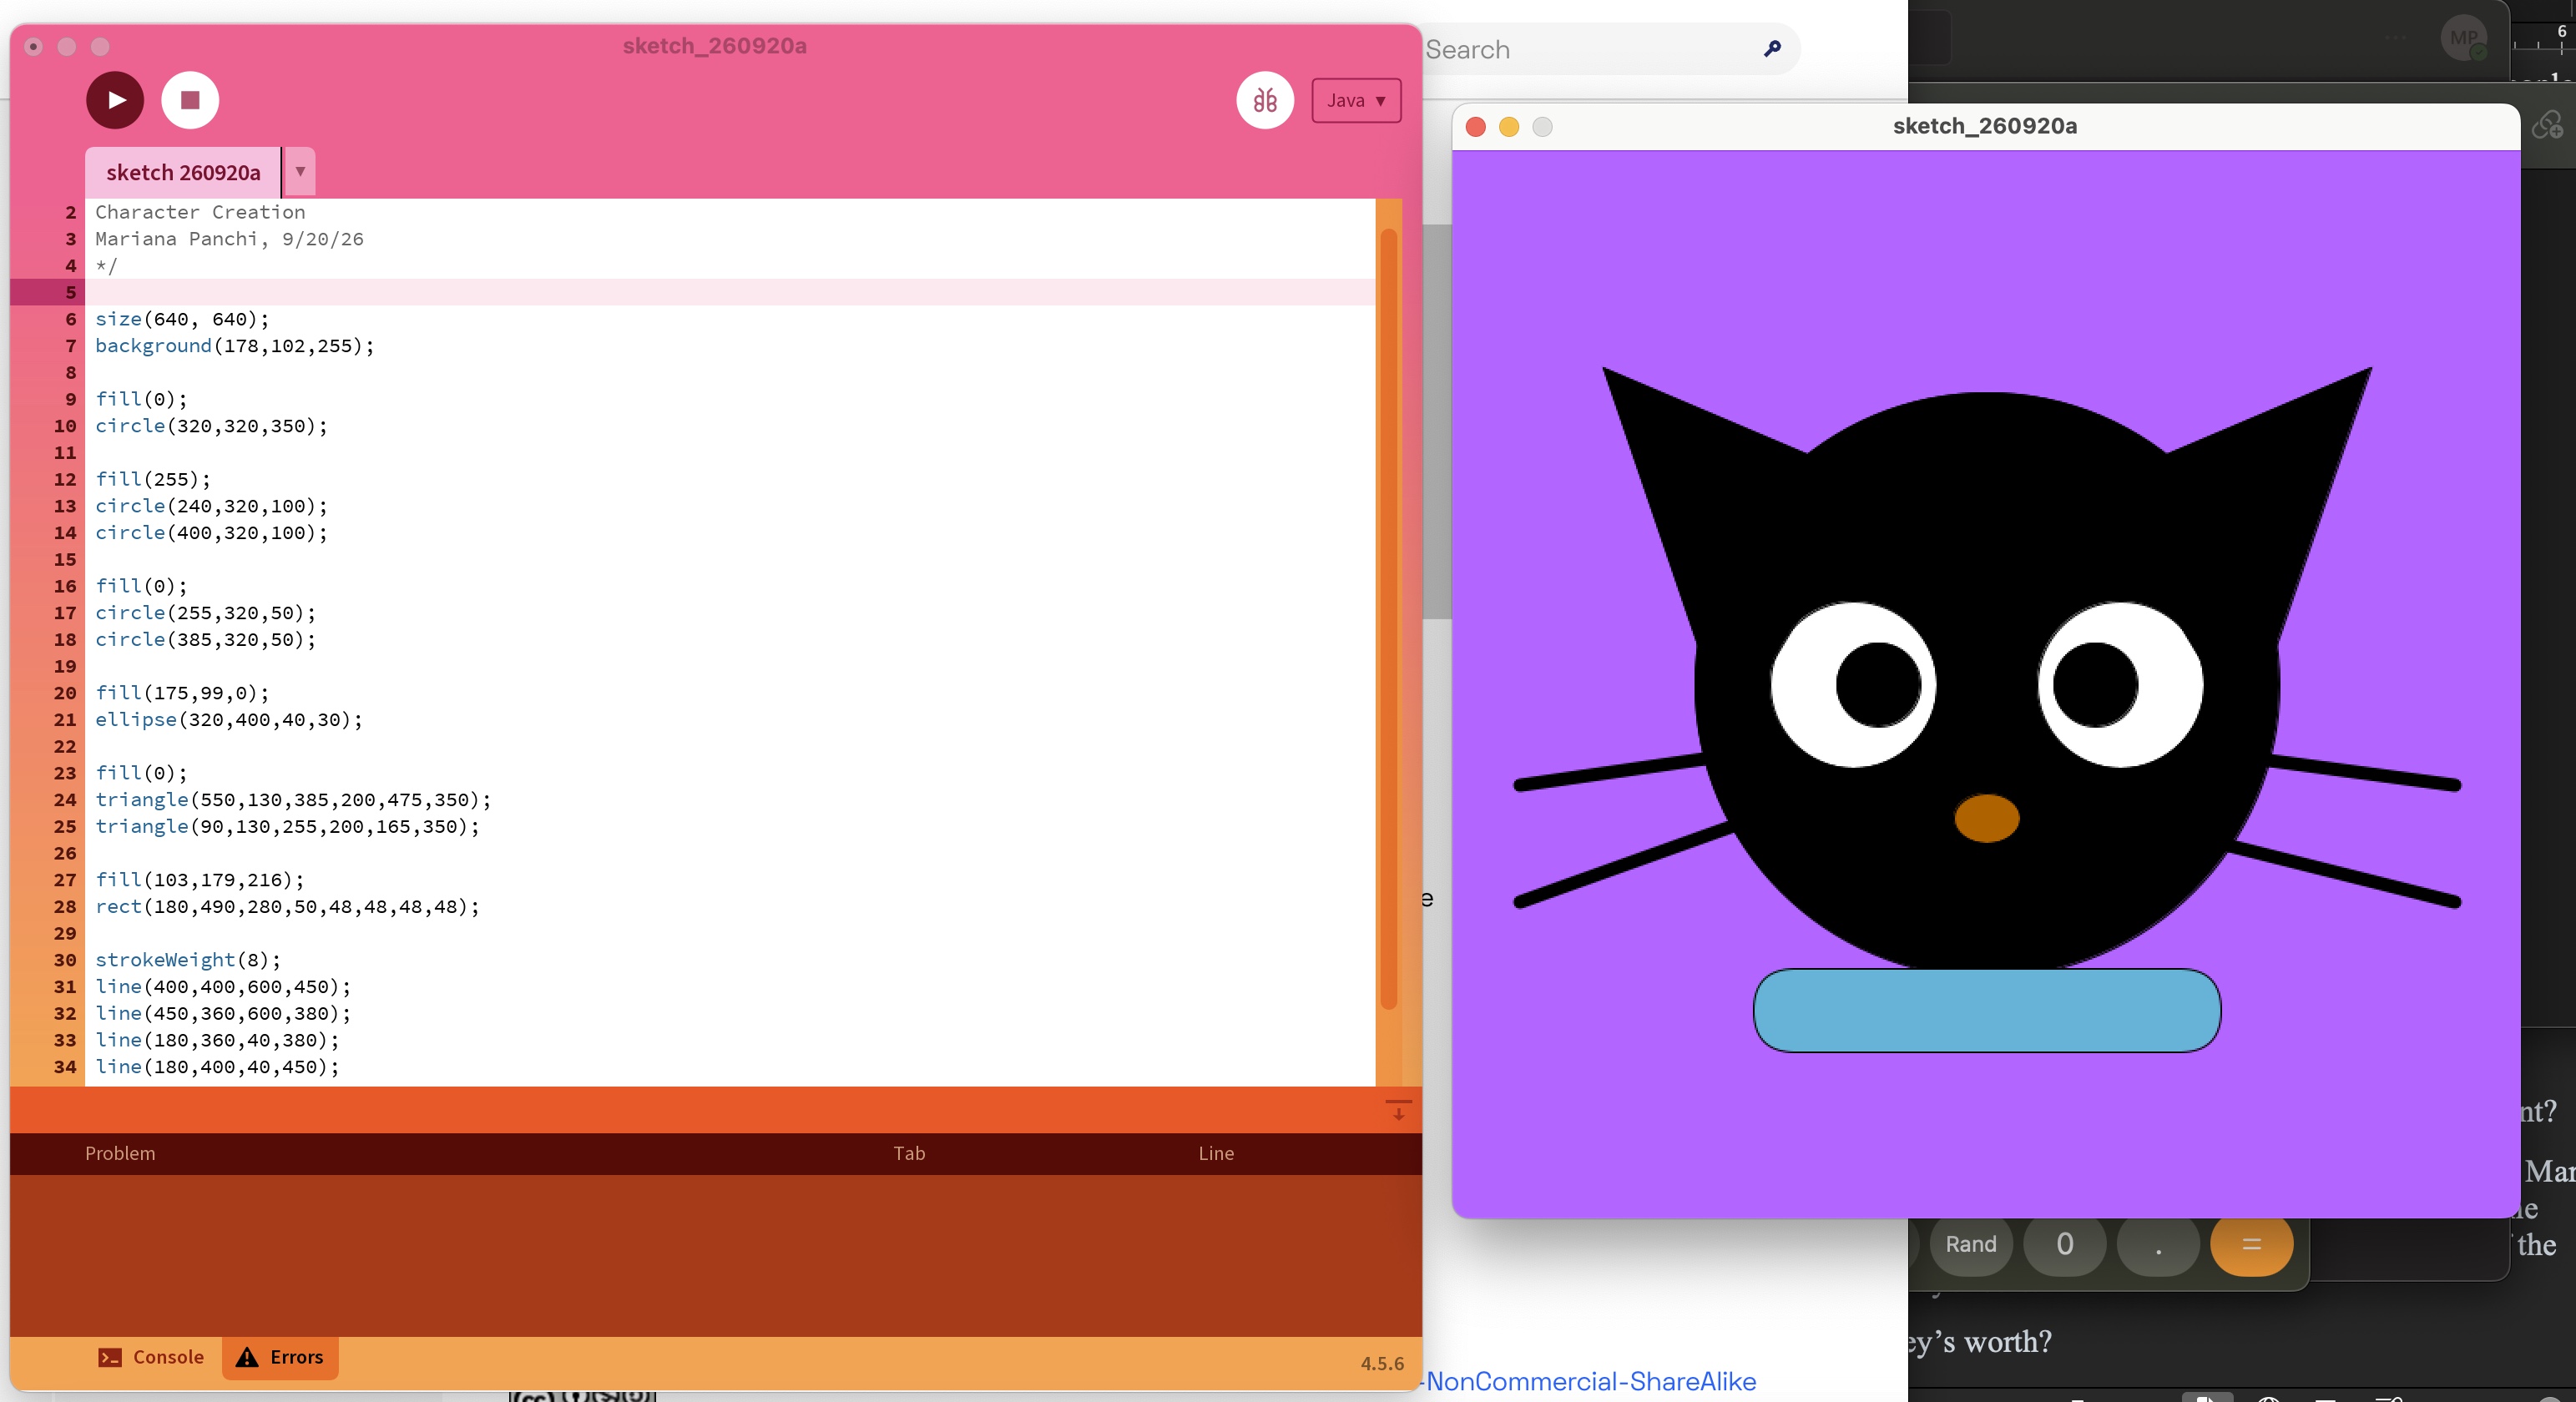 sketch_260920a
Java ▼
sketch 260920a
2 Character Creation
3 Mariana Panchi, 9/20/26
4 */
5
6 size(640, 640);
7 background(178,102,255);
8
9 fill(0);
10 circle(320,320,350);
11
12 fill(255);
13 circle(240,320,100);
14 circle(400,320,100);
15
16 fill(0);
17 circle(255,320,50);
18 circle(385,320,50);
19
20 fill(175,99,0);
21 ellipse(320,400,40,30);
22
23 fill(0);
24 triangle(550,130,385,200,475,350);
25 triangle(90,130,255,200,165,350);
26
27 fill(103,179,216);
28 rect(180,490,280,50,48,48,48,48);
29
30 strokeWeight(8);
31 line(400,400,600,450);
32 line(450,360,600,380);
33 line(180,360,40,380);
34 line(180,400,40,450);
Problem Tab Line
Console Errors
4.5.6
Search
MP
6
sketch_260920a
e
nt?
Mar
the
Rand 0 . =
ey’s worth?
-NonCommercial-ShareAlike